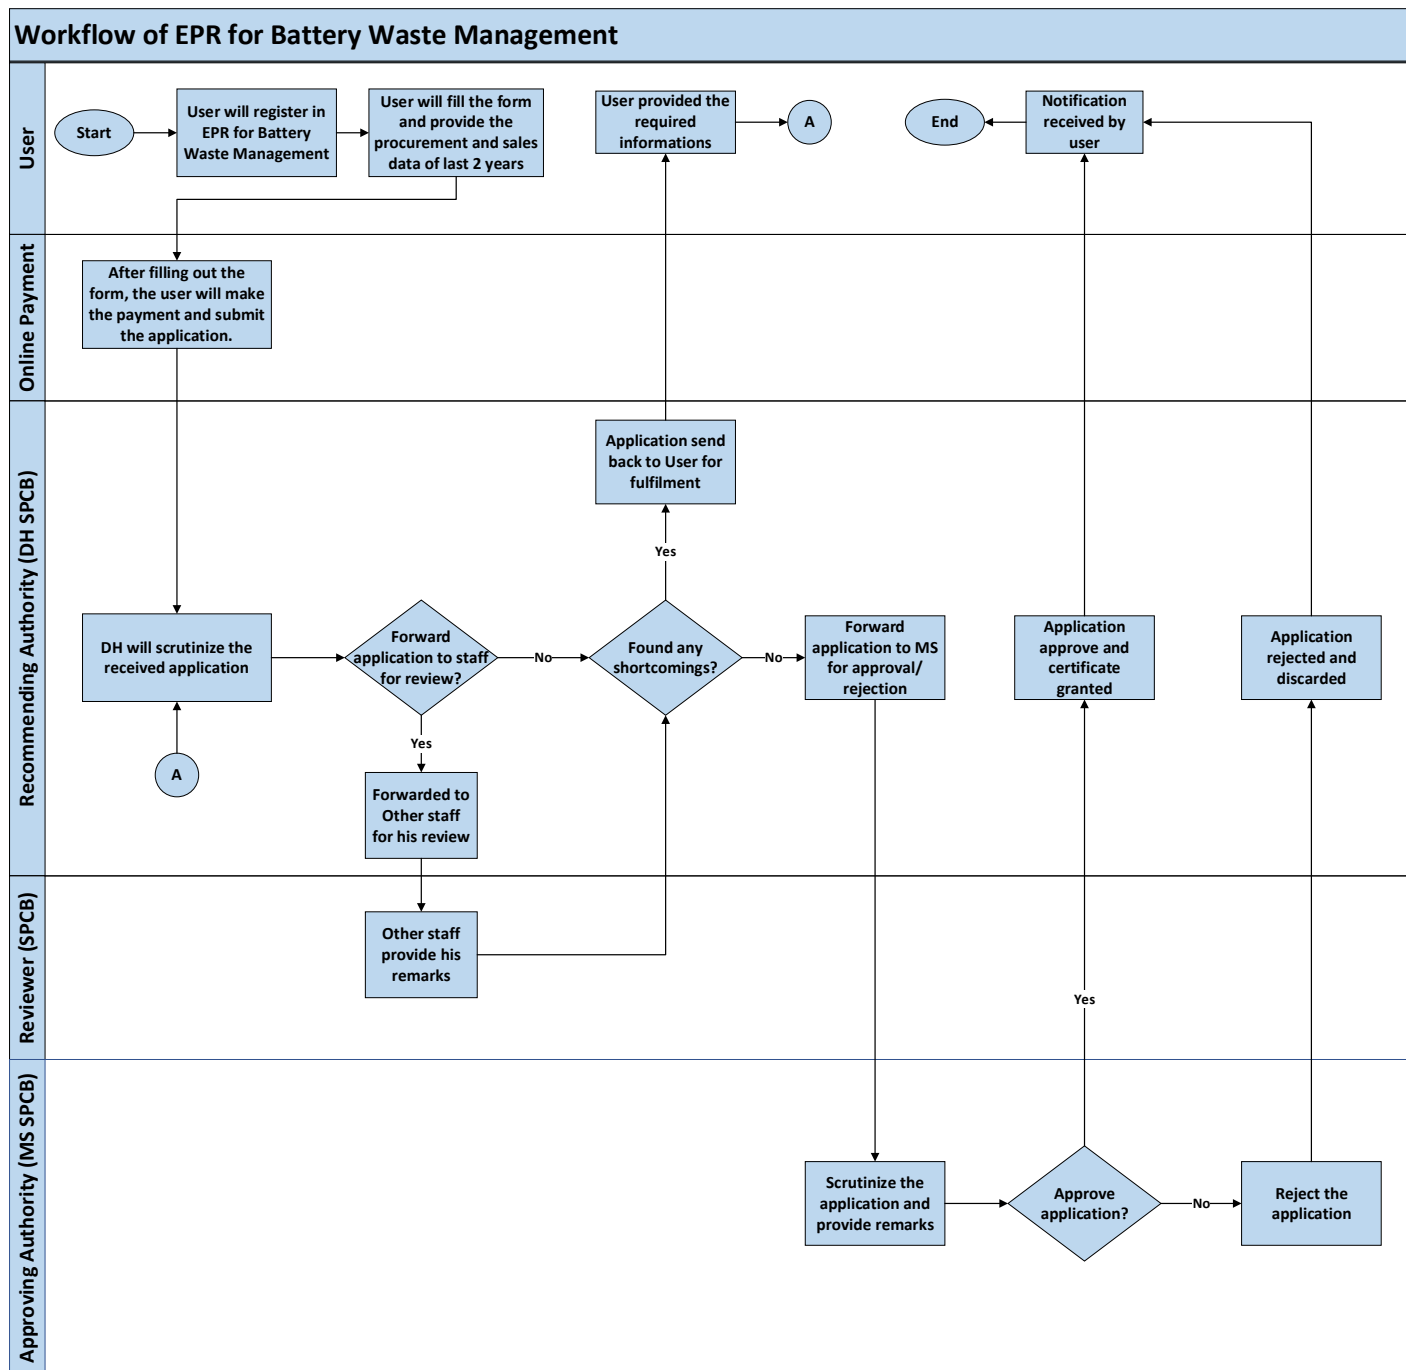 Workflow of EPR for Battery Waste Management
User
Start
User will register in
EPR for Battery
Waste Management
User will fill the form
and provide the
procurement and sales
data of last 2 years
User provided the
required
informations
A
End
Notification
received by
user
Online Payment
After filling out the
form, the user will make
the payment and submit
the application.
Recommending Authority (DH SPCB)
Application send
back to User for
fulfilment
Yes
DH will scrutinize the
received application
Forward
application to staff
for review?
No
Found any
shortcomings?
No
Forward
application to MS
for approval/
rejection
Application
approve and
certificate
granted
Application
rejected and
discarded
Yes
A
Forwarded to
Other staff
for his review
Reviewer (SPCB)
Other staff
provide his
remarks
Yes
Approving Authority (MS SPCB)
Scrutinize the
application and
provide remarks
Approve
application?
No
Reject the
application